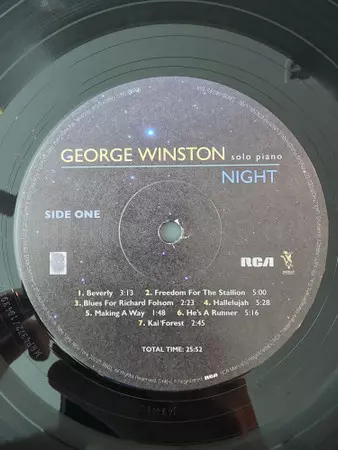 GEORGE WINSTON solo piano
NIGHT
SIDE ONE
RCA
1. Beverly 3:13 2. Freedom For The Stallion 5:00
3. Blues For Richard Folsom 2:23 4. Hallelujah 5:28
5. Making A Way 1:48 6. He's A Runner 5:16
7. Kai Forest 2:45
TOTAL TIME: 25:52
RCA